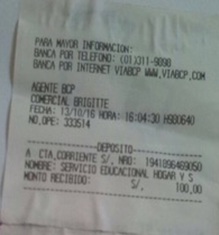 PARA MAYOR INFORMACION:
BANCA POR TELEFONO: (01)311-9898
BANCA POR INTERNET VIABCP WWW.VIABCP.COM
AGENTE BCP
COMERCIAL BRIGITTE
FECHA: 13/10/16 HORA: 16:04:30 H980640
NO.OPE: 333514
DEPOSITO
A CTA.CORRIENTE S/. NRO: 1941896469050
NOMBRE: SERVICIO EDUCACIONAL HOGAR Y S
MONTO RECIBIDO: S/. 100,00